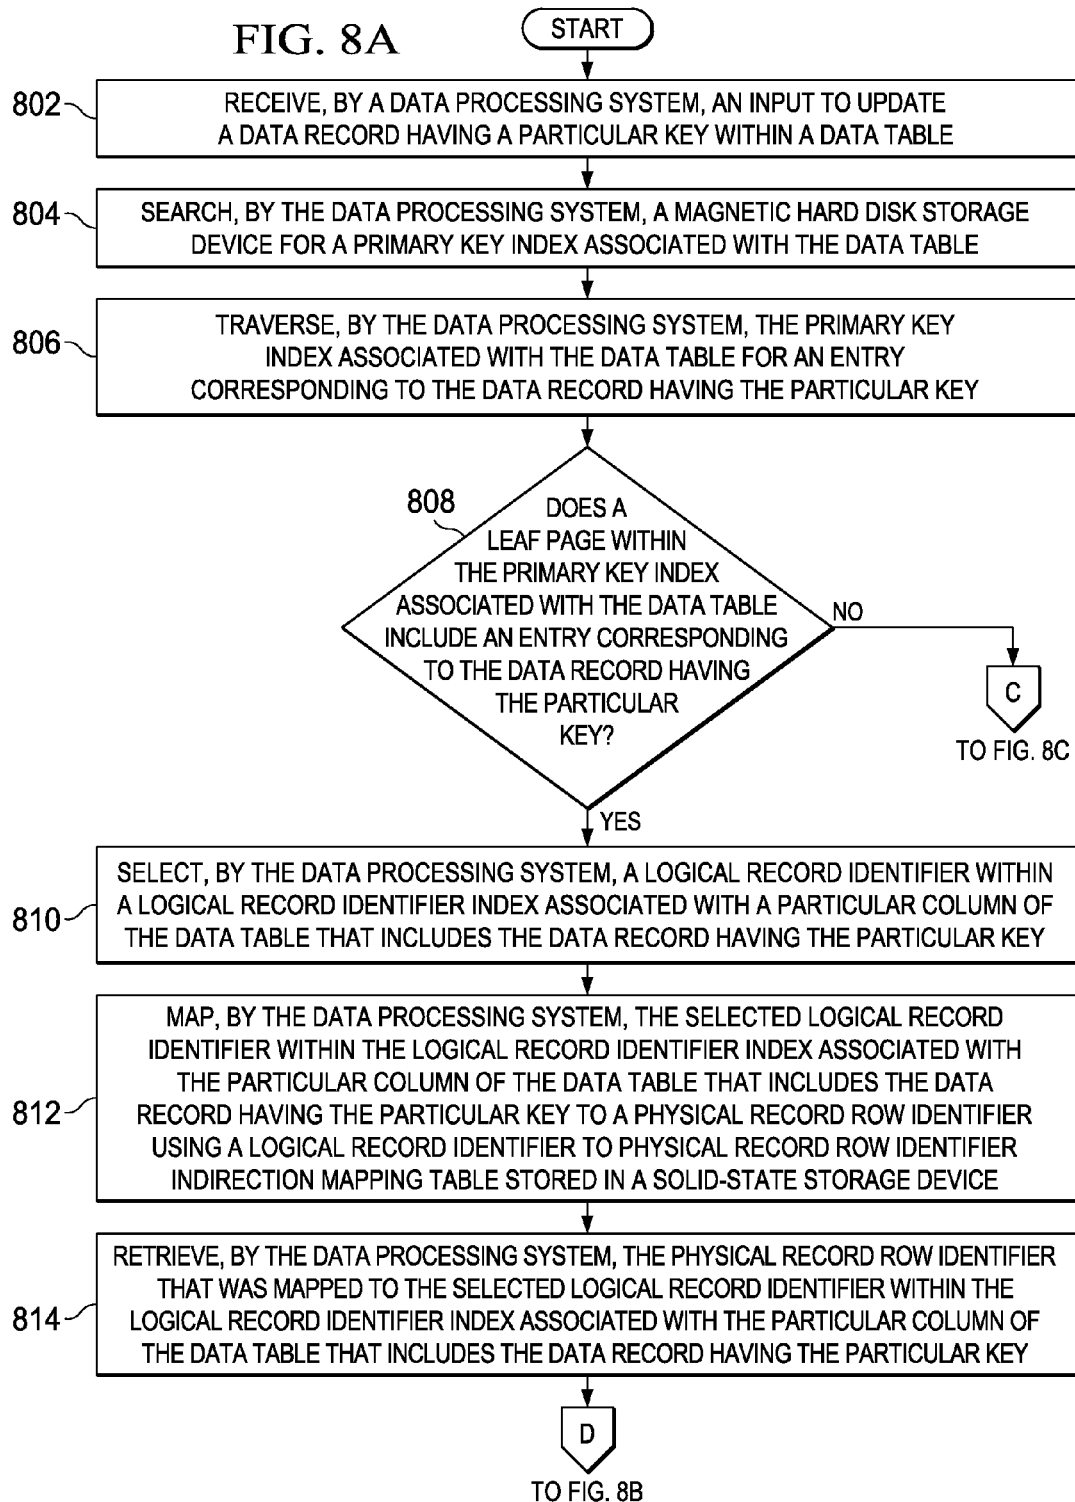 FIG. 8A
START
802
RECEIVE, BY A DATA PROCESSING SYSTEM, AN INPUT TO UPDATE
A DATA RECORD HAVING A PARTICULAR KEY WITHIN A DATA TABLE
804
SEARCH, BY THE DATA PROCESSING SYSTEM, A MAGNETIC HARD DISK STORAGE
DEVICE FOR A PRIMARY KEY INDEX ASSOCIATED WITH THE DATA TABLE
806
TRAVERSE, BY THE DATA PROCESSING SYSTEM, THE PRIMARY KEY
INDEX ASSOCIATED WITH THE DATA TABLE FOR AN ENTRY
CORRESPONDING TO THE DATA RECORD HAVING THE PARTICULAR KEY
808
DOES A
LEAF PAGE WITHIN
THE PRIMARY KEY INDEX
ASSOCIATED WITH THE DATA TABLE
INCLUDE AN ENTRY CORRESPONDING
TO THE DATA RECORD HAVING
THE PARTICULAR
KEY?
NO
C
TO FIG. 8C
YES
810
SELECT, BY THE DATA PROCESSING SYSTEM, A LOGICAL RECORD IDENTIFIER WITHIN
A LOGICAL RECORD IDENTIFIER INDEX ASSOCIATED WITH A PARTICULAR COLUMN OF
THE DATA TABLE THAT INCLUDES THE DATA RECORD HAVING THE PARTICULAR KEY
812
MAP, BY THE DATA PROCESSING SYSTEM, THE SELECTED LOGICAL RECORD
IDENTIFIER WITHIN THE LOGICAL RECORD IDENTIFIER INDEX ASSOCIATED WITH
THE PARTICULAR COLUMN OF THE DATA TABLE THAT INCLUDES THE DATA
RECORD HAVING THE PARTICULAR KEY TO A PHYSICAL RECORD ROW IDENTIFIER
USING A LOGICAL RECORD IDENTIFIER TO PHYSICAL RECORD ROW IDENTIFIER
INDIRECTION MAPPING TABLE STORED IN A SOLID-STATE STORAGE DEVICE
814
RETRIEVE, BY THE DATA PROCESSING SYSTEM, THE PHYSICAL RECORD ROW IDENTIFIER
THAT WAS MAPPED TO THE SELECTED LOGICAL RECORD IDENTIFIER WITHIN THE
LOGICAL RECORD IDENTIFIER INDEX ASSOCIATED WITH THE PARTICULAR COLUMN OF
THE DATA TABLE THAT INCLUDES THE DATA RECORD HAVING THE PARTICULAR KEY
D
TO FIG. 8B